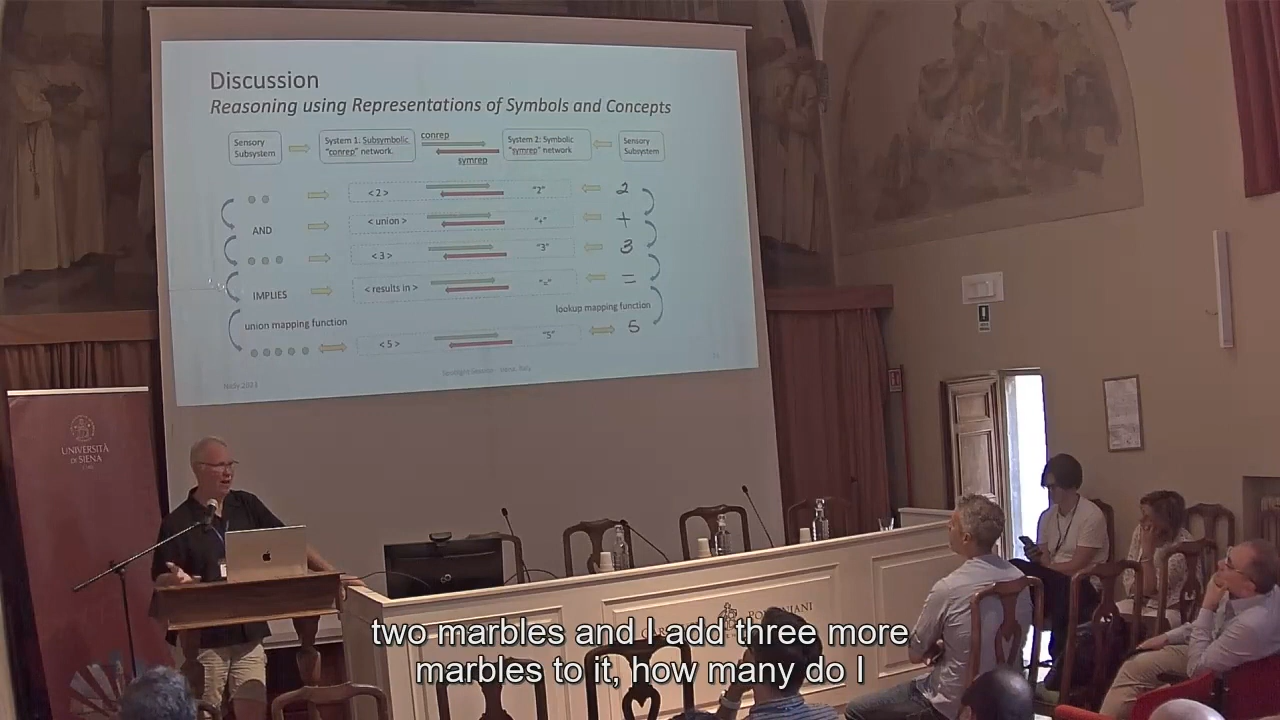 Discussion
Reasoning using Representations of Symbols and Concepts
Sensory
Subsystem
System 1: Subsymbolic
"conrep" network.
conrep
symrep
System 2: Symbolic
"symrep" network
Sensory
Subsystem
< 2 >
"2"
2
AND
< union >
"+"
+
< 3 >
"3"
3
IMPLIES
< results in >
"="
=
union mapping function
lookup mapping function
< 5 >
"5"
5
UNIVERSITÀ
DI SIENA
two marbles and I add three more
marbles to it, how many do I